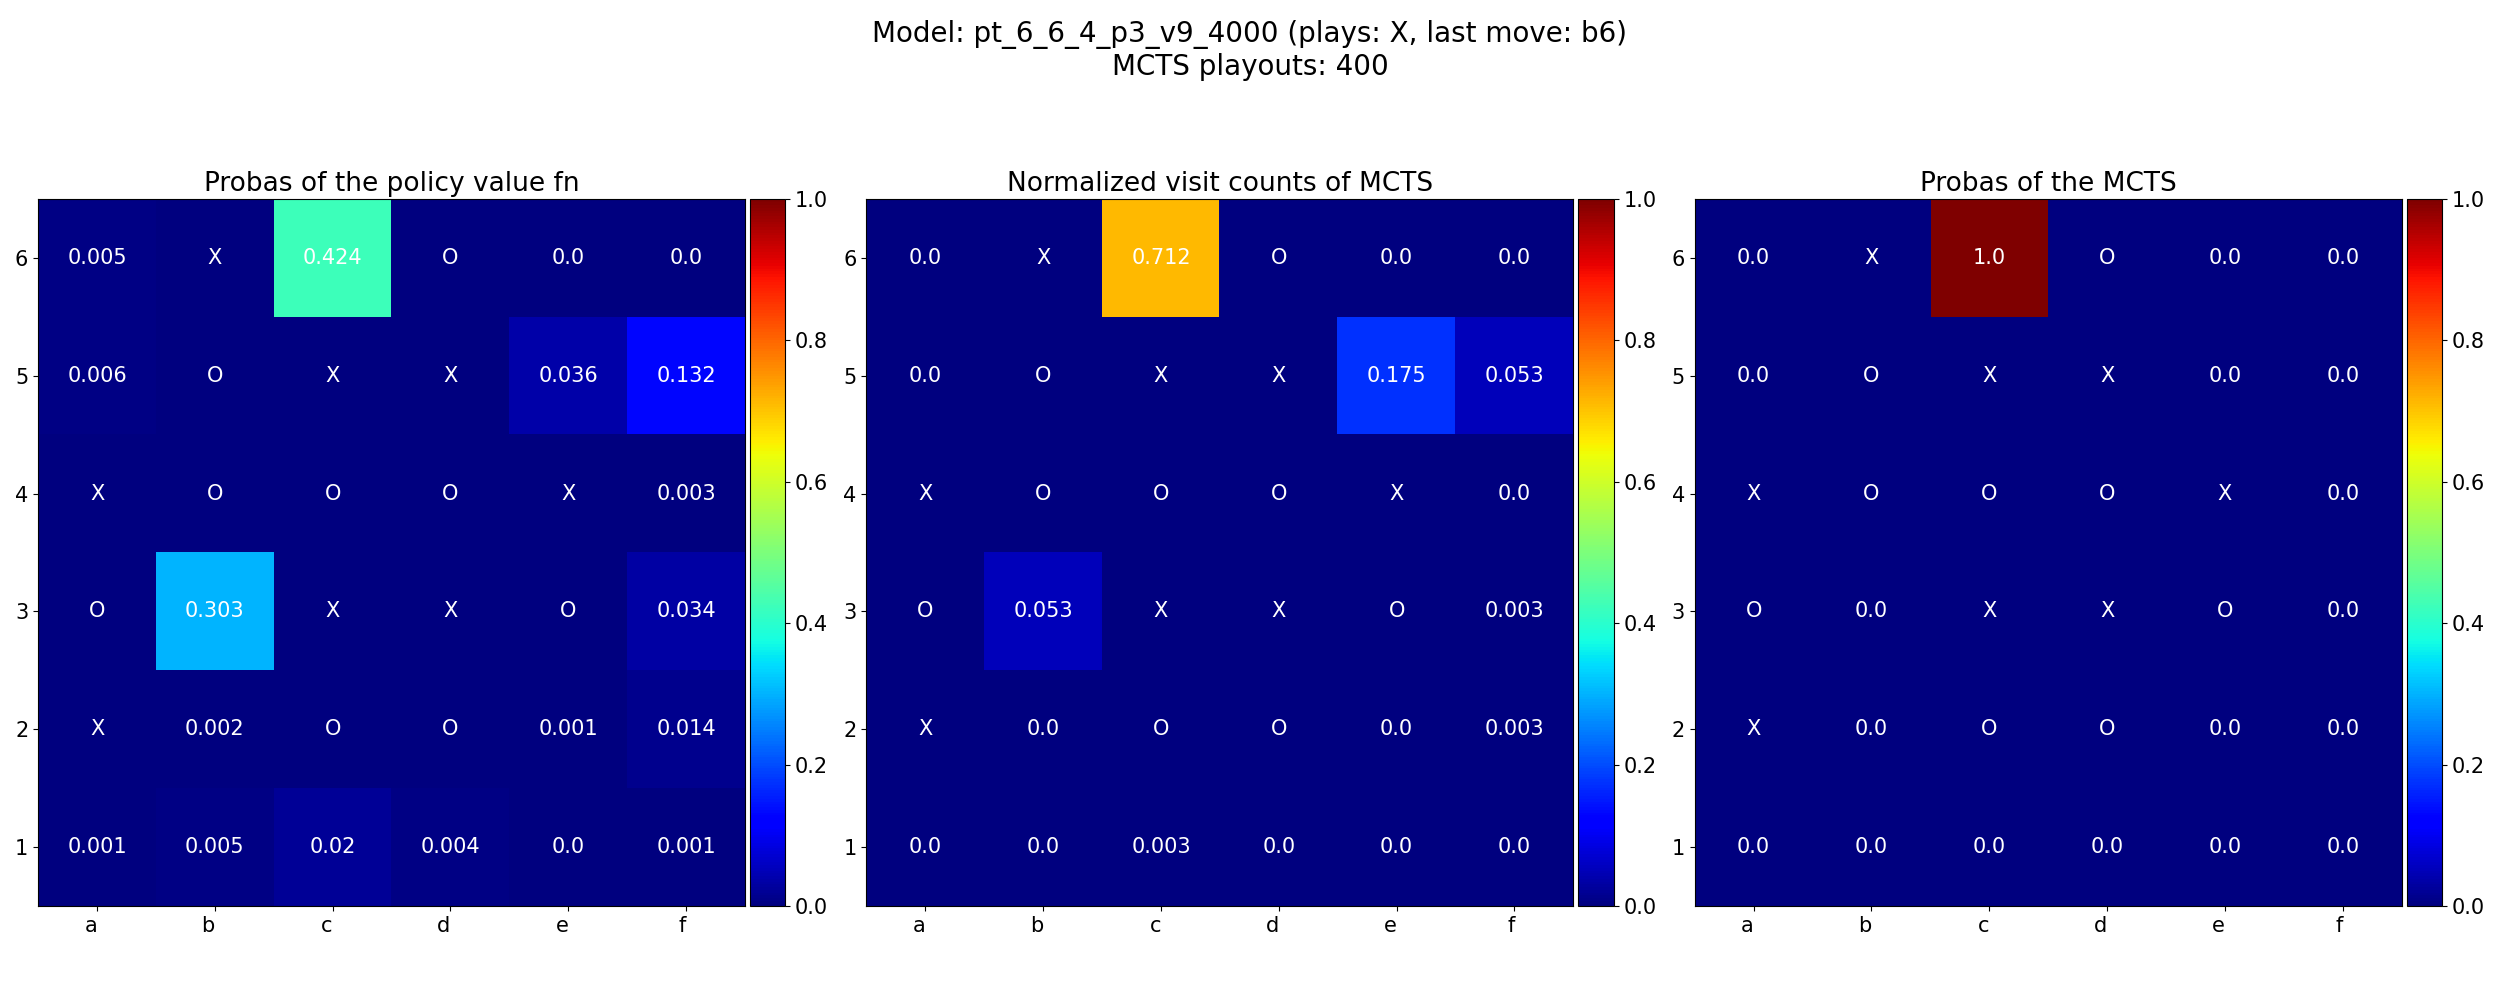 Model: pt_6_6_4_p3_v9_4000 (plays: X, last move: b6)
MCTS playouts: 400
Probas of the policy value fn
6 0.005 X 0.424 O 0.0 0.0
5 0.006 O X X 0.036 0.132
4 X O O O X 0.003
3 O 0.303 X X O 0.034
2 X 0.002 O O 0.001 0.014
1 0.001 0.005 0.02 0.004 0.0 0.001
a b c d e f
1.0
0.8
0.6
0.4
0.2
0.0
Normalized visit counts of MCTS
6 0.0 X 0.712 O 0.0 0.0
5 0.0 O X X 0.175 0.053
4 X O O O X 0.0
3 O 0.053 X X O 0.003
2 X 0.0 O O 0.0 0.003
1 0.0 0.0 0.003 0.0 0.0 0.0
a b c d e f
1.0
0.8
0.6
0.4
0.2
0.0
Probas of the MCTS
6 0.0 X 1.0 O 0.0 0.0
5 0.0 O X X 0.0 0.0
4 X O O O X 0.0
3 O 0.0 X X O 0.0
2 X 0.0 O O 0.0 0.0
1 0.0 0.0 0.0 0.0 0.0 0.0
a b c d e f
1.0
0.8
0.6
0.4
0.2
0.0